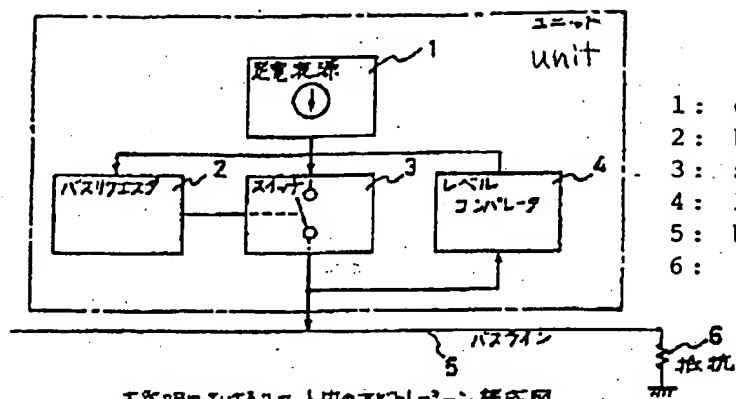 ユニット
unit
定電流源
1
バスリクエスタ
2
スイッチ
3
レベル
コンパレータ
4
1:
2:
3:
4:
5:
6:
バスライン
5
6
抵抗